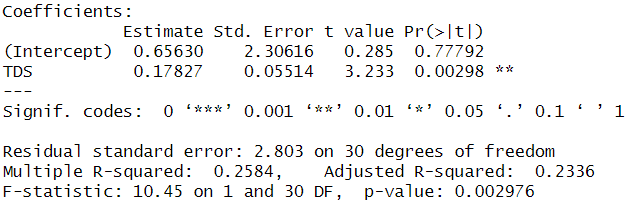 Coefficients:
            Estimate Std. Error t value Pr(>|t|)
(Intercept)  0.65630    2.30616   0.285  0.77792
TDS          0.17827    0.05514   3.233  0.00298 **
---
Signif. codes:  0 ‘***’ 0.001 ‘**’ 0.01 ‘*’ 0.05 ‘.’ 0.1 ‘ ’ 1
Residual standard error: 2.803 on 30 degrees of freedom
Multiple R-squared:  0.2584,    Adjusted R-squared:  0.2336
F-statistic: 10.45 on 1 and 30 DF,  p-value: 0.002976